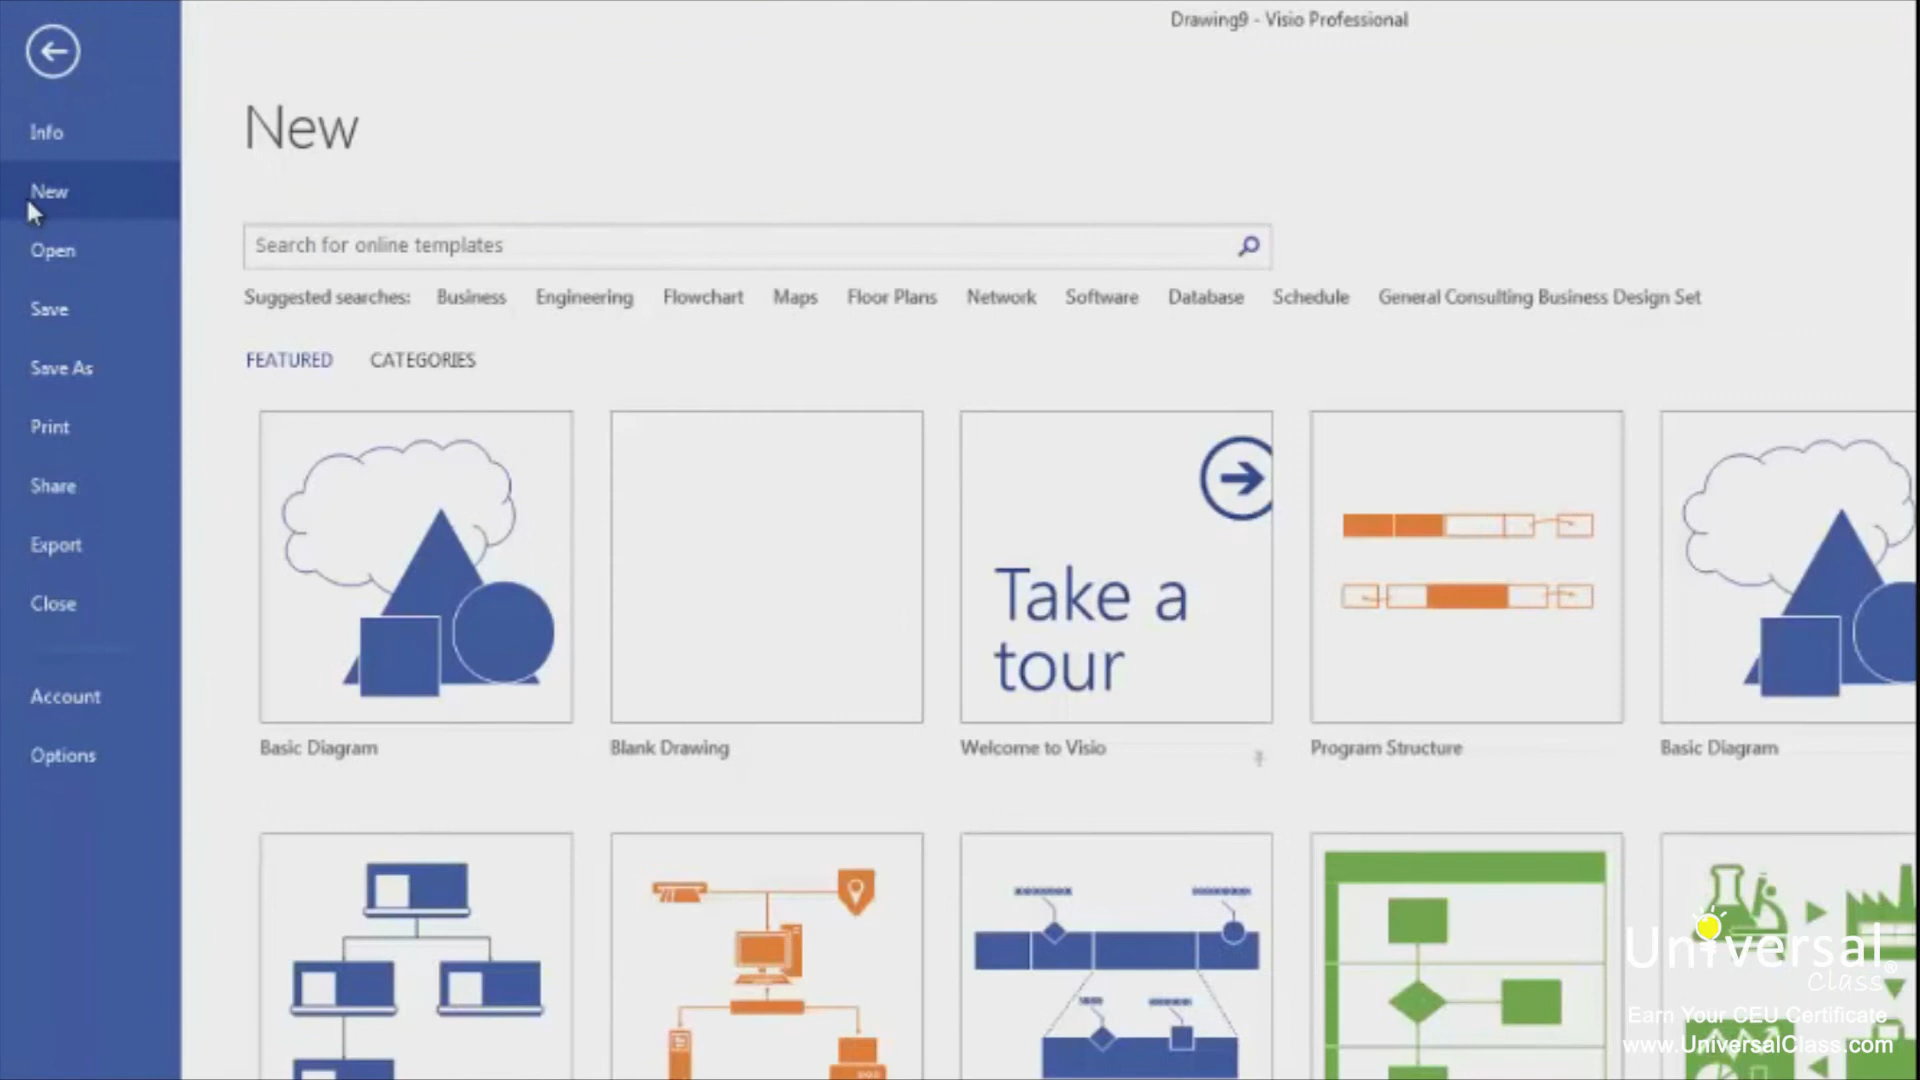 Drawing9 - Visio Professional
Info
New
Open
Save
Save As
Print
Share
Export
Close
Account
Options
New
Search for online templates
Suggested searches: Business Engineering Flowchart Maps Floor Plans Network Software Database Schedule General Consulting Business Design Set
FEATURED CATEGORIES
Take a
tour
Basic Diagram Blank Drawing Welcome to Visio Program Structure Basic Diagram
Universal®
Class
Earn Your CEU Certificate
www.UniversalClass.com